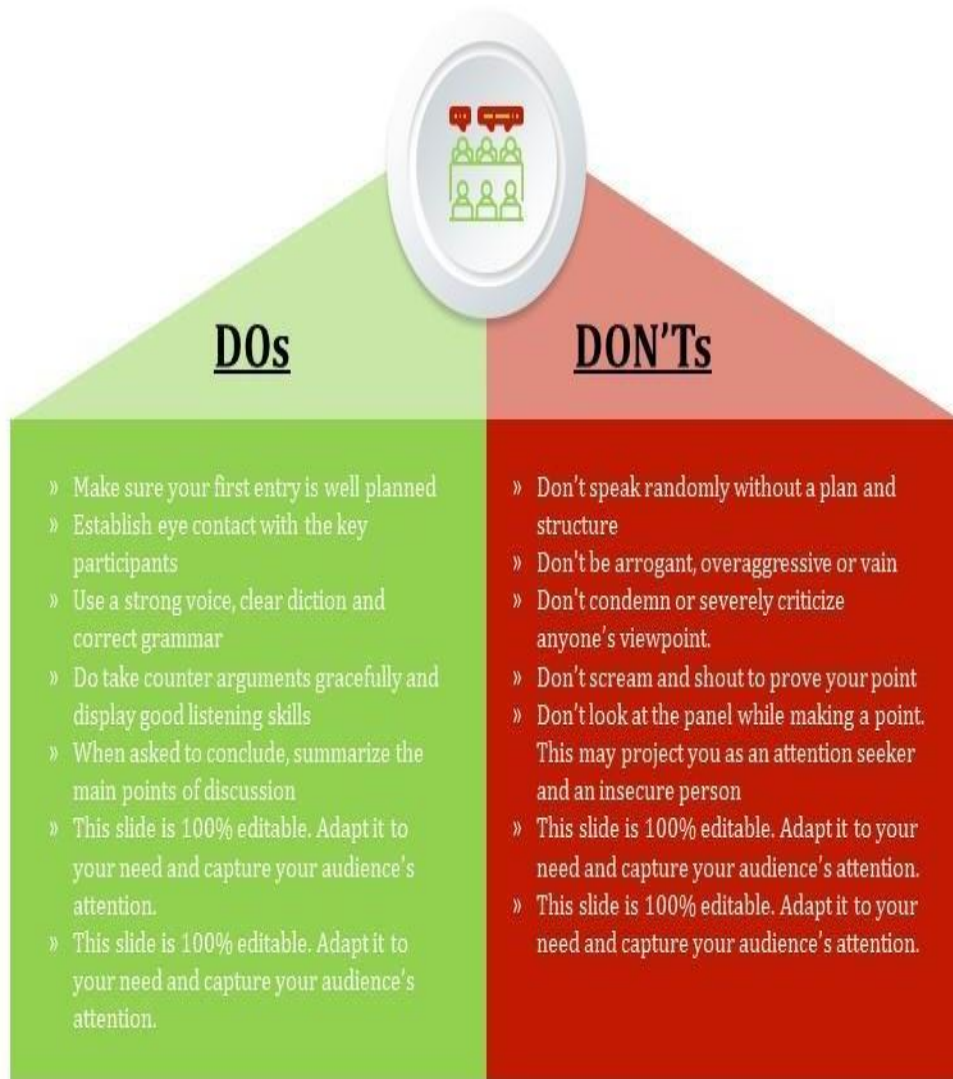 DOs
» Make sure your first entry is well planned
» Establish eye contact with the key
participants
» Use a strong voice, clear diction and
correct grammar
» Do take counter arguments gracefully and
display good listening skills
» When asked to conclude, summarize the
main points of discussion
» This slide is 100% editable. Adapt it to
your need and capture your audience's
attention.
» This slide is 100% editable. Adapt it to
your need and capture your audience's
attention.
DON'Ts
» Don't speak randomly without a plan and
structure
» Don't be arrogant, overaggressive or vain
» Don't condemn or severely criticize
anyone's viewpoint.
» Don't scream and shout to prove your point
» Don't look at the panel while making a point.
This may project you as an attention seeker
and an insecure person
» This slide is 100% editable. Adapt it to your
need and capture your audience's attention.
» This slide is 100% editable. Adapt it to your
need and capture your audience's attention.